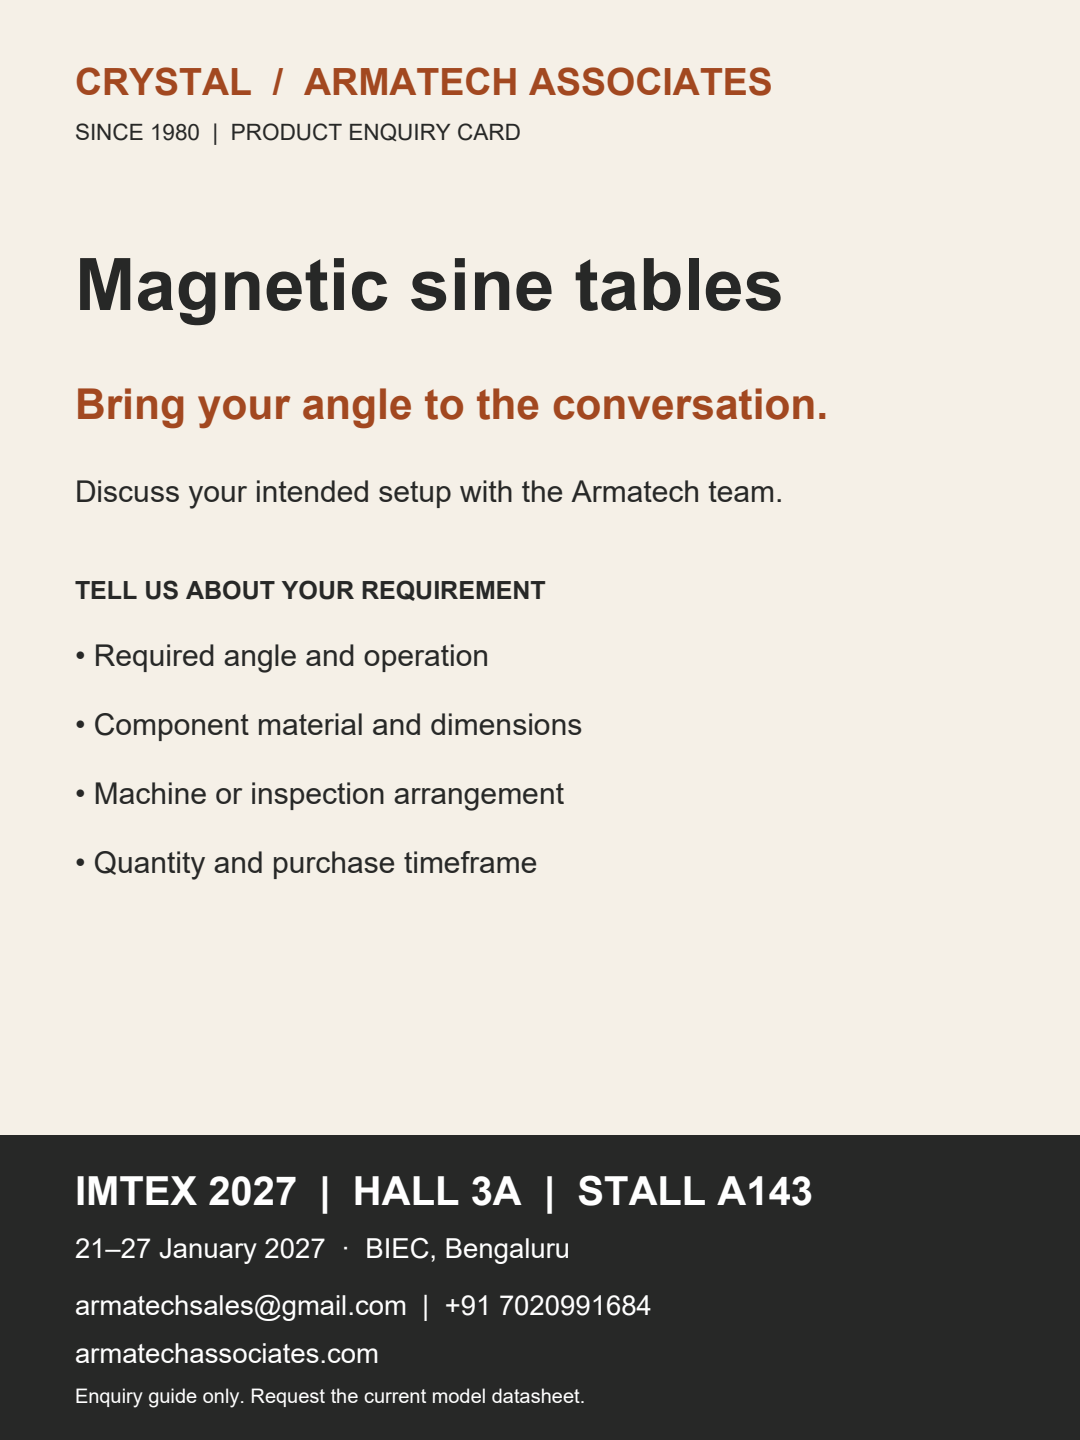 CRYSTAL / ARMATECH ASSOCIATES
SINCE 1980 | PRODUCT ENQUIRY CARD
Magnetic sine tables
Bring your angle to the conversation.
Discuss your intended setup with the Armatech team.
TELL US ABOUT YOUR REQUIREMENT
• Required angle and operation
• Component material and dimensions
• Machine or inspection arrangement
• Quantity and purchase timeframe
IMTEX 2027 | HALL 3A | STALL A143
21–27 January 2027 · BIEC, Bengaluru
armatechsales@gmail.com | +91 7020991684
armatechassociates.com
Enquiry guide only. Request the current model datasheet.